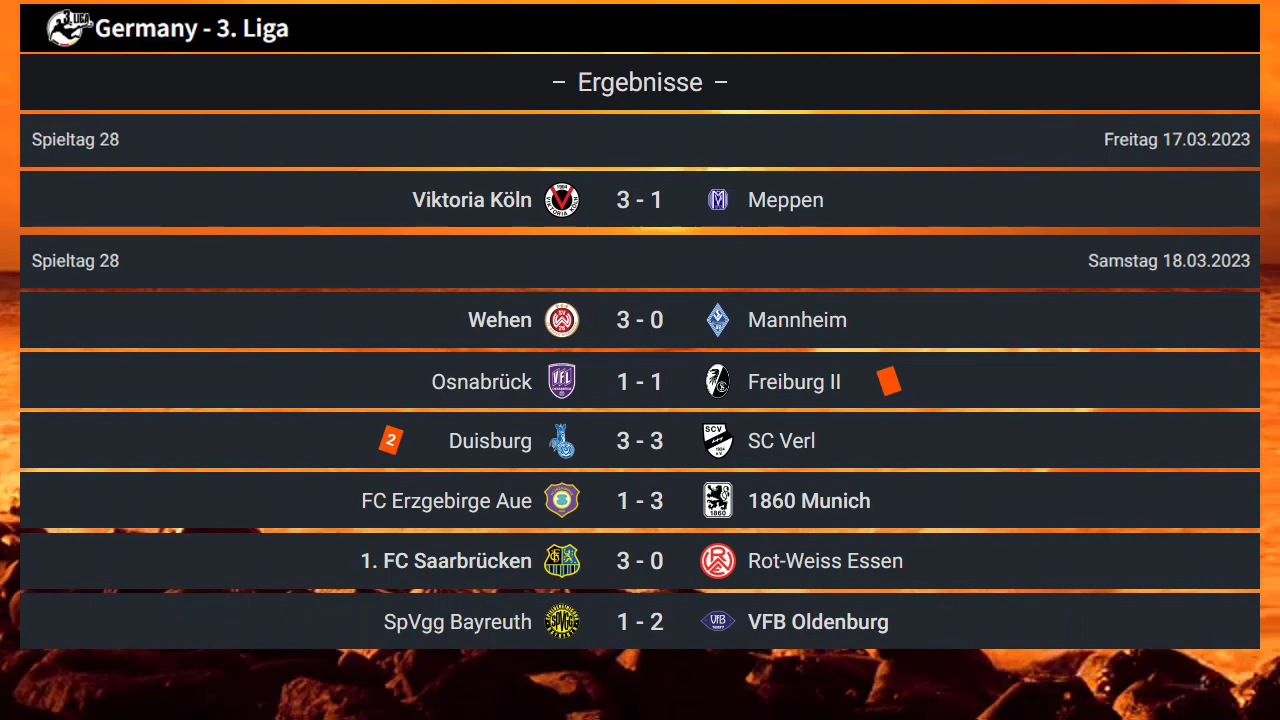 Germany - 3. Liga
– Ergebnisse –
Spieltag 28 Freitag 17.03.2023
Viktoria Köln 3 - 1 Meppen
Spieltag 28 Samstag 18.03.2023
Wehen 3 - 0 Mannheim
Osnabrück 1 - 1 Freiburg II
2 Duisburg 3 - 3 SC Verl
FC Erzgebirge Aue 1 - 3 1860 Munich
1. FC Saarbrücken 3 - 0 Rot-Weiss Essen
SpVgg Bayreuth 1 - 2 VFB Oldenburg